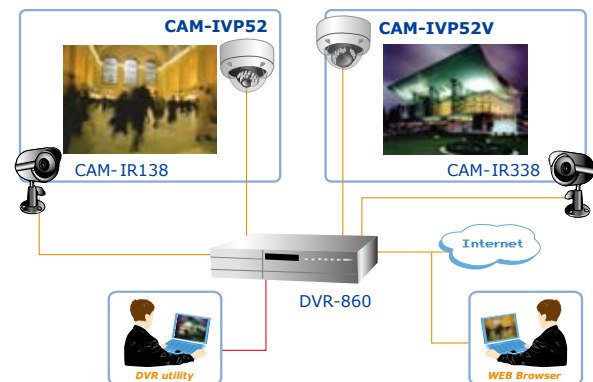 CAM-IVP52
CAM-IVP52V
CAM-IR138
CAM-IR338
Internet
DVR-860
DVR utility
WEB Browser